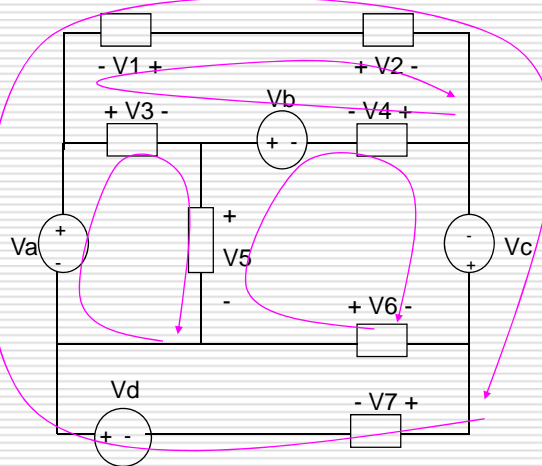 - V1 +
+ V2 -
+ V3 -
Vb
- V4 +
+ -
Va
+
-
+
V5
-
-
+
Vc
+ V6 -
Vd
+ -
- V7 +